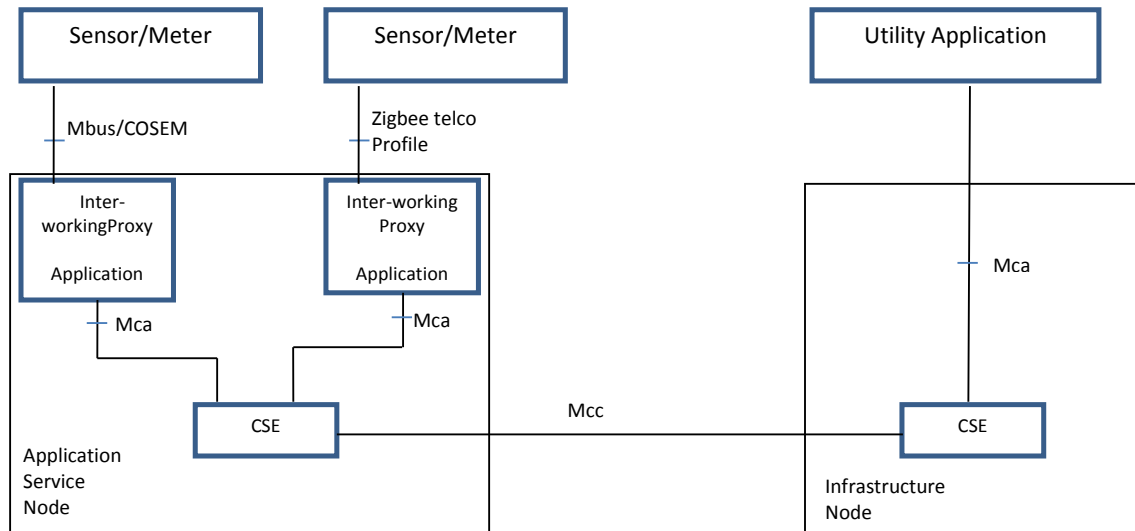 Sensor/Meter
Sensor/Meter
Utility Application
Mbus/COSEM
Zigbee telco
Profile
Inter-
workingProxy
Application
Inter-working
Proxy
Application
Mca
Mca
Mca
Mcc
CSE
CSE
Application
Service
Node
Infrastructure
Node